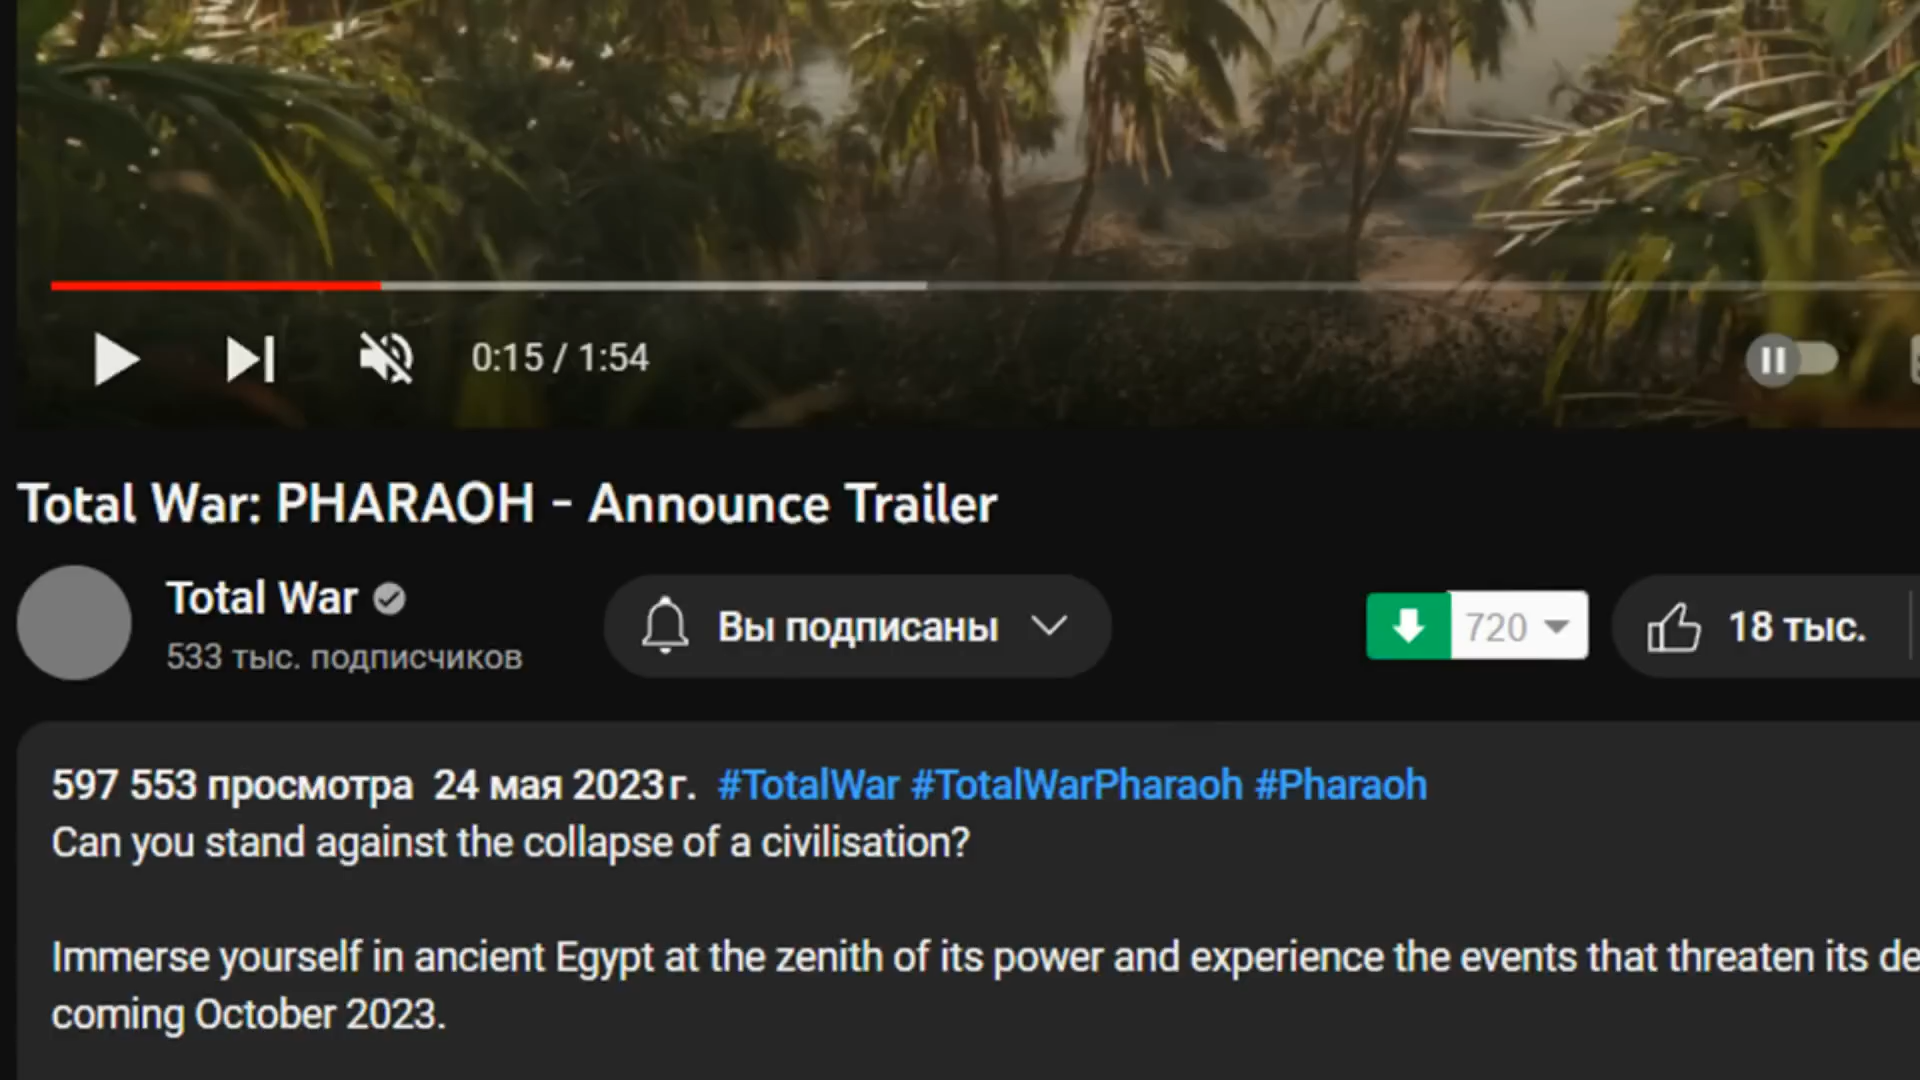 0:15 / 1:54
Total War: PHARAOH - Announce Trailer
Total War
533 тыс. подписчиков
Вы подписаны
720
18 тыс.
597 553 просмотра 24 мая 2023 г. #TotalWar #TotalWarPharaoh #Pharaoh
Can you stand against the collapse of a civilisation?
Immerse yourself in ancient Egypt at the zenith of its power and experience the events that threaten its de
coming October 2023.